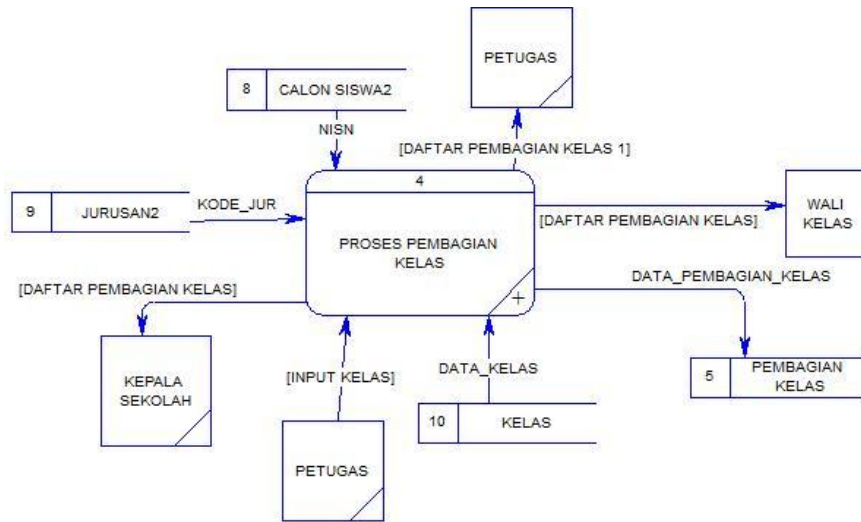 PETUGAS
8 CALON SISWA2
NISN
[DAFTAR PEMBAGIAN KELAS 1]
4
9 JURUSAN2
KODE_JUR
PROSES PEMBAGIAN
KELAS
+
[DAFTAR PEMBAGIAN KELAS]
WALI
KELAS
DATA_PEMBAGIAN_KELAS
[DAFTAR PEMBAGIAN KELAS]
KEPALA
SEKOLAH
[INPUT KELAS]
DATA_KELAS
5 PEMBAGIAN
KELAS
10 KELAS
PETUGAS